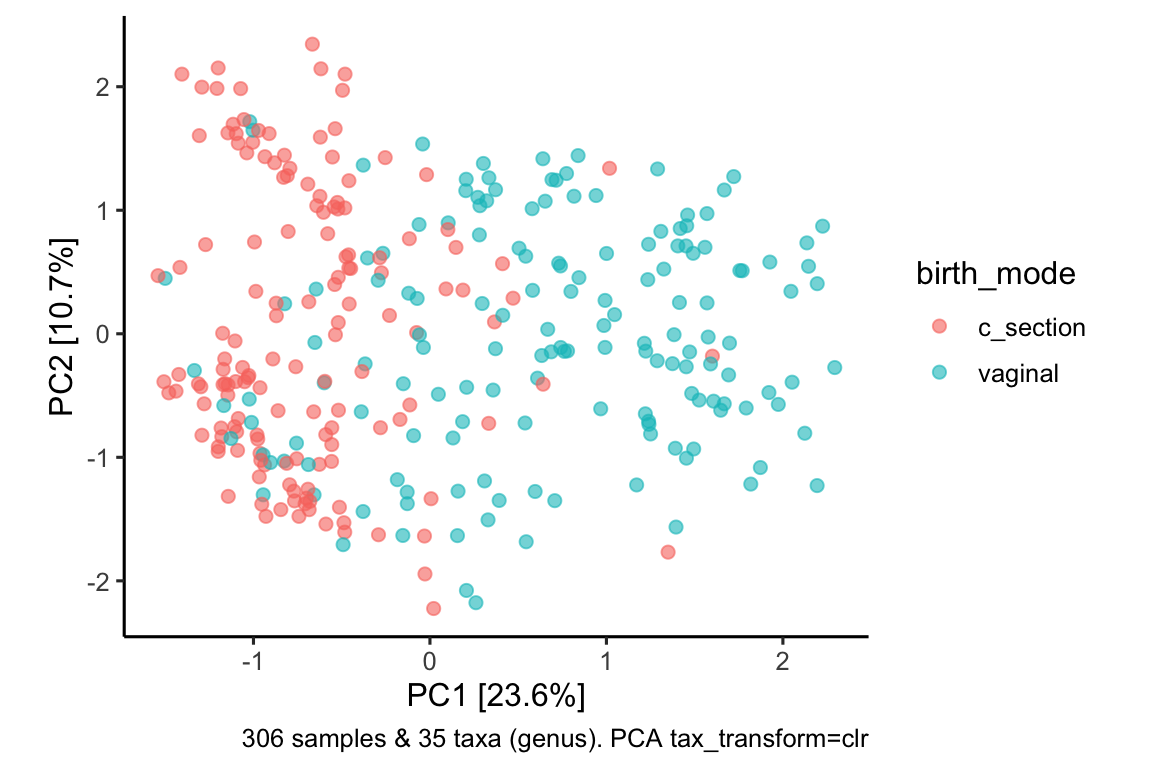 2
1
0
-1
-2
PC2 [10.7%]
-1
0
1
2
PC1 [23.6%]
306 samples & 35 taxa (genus). PCA tax_transform=clr
birth_mode
c_section
vaginal